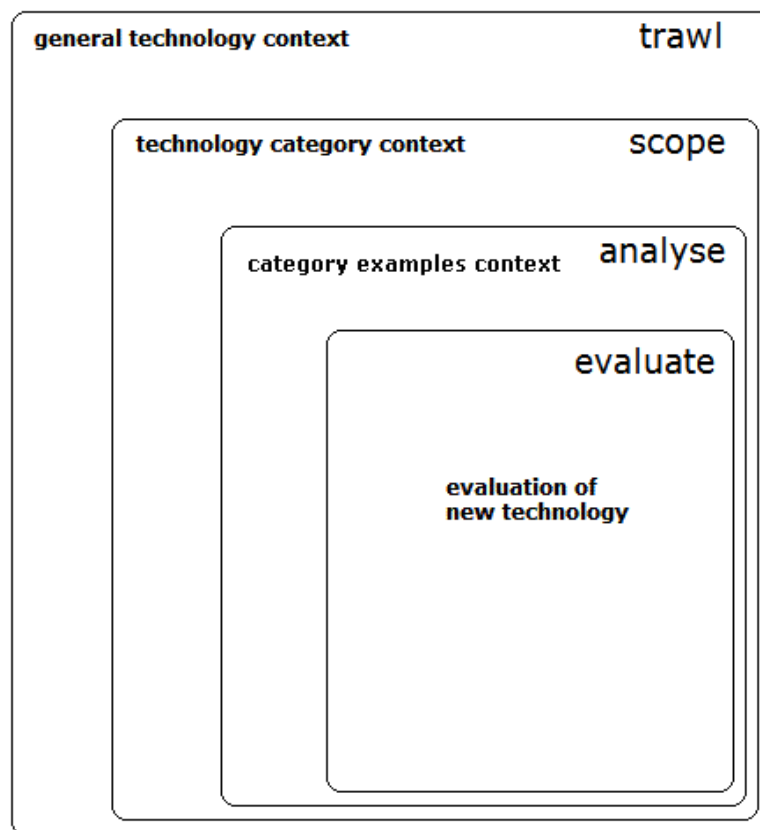 general technology context
trawl
technology category context
scope
category examples context
analyse
evaluate
evaluation of
new technology